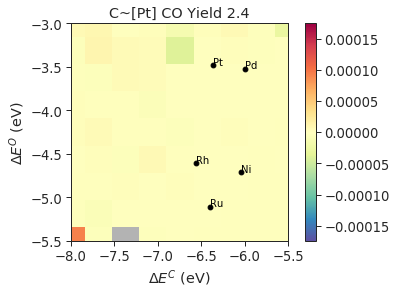 C~[Pt] CO Yield 2.4
−3.0
−3.5
−4.0
−4.5
−5.0
−5.5
ΔE^O (eV)
−8.0 −7.5 −7.0 −6.5 −6.0 −5.5
ΔE^C (eV)
Pt
Pd
Rh
Ni
Ru
0.00015
0.00010
0.00005
0.00000
−0.00005
−0.00010
−0.00015